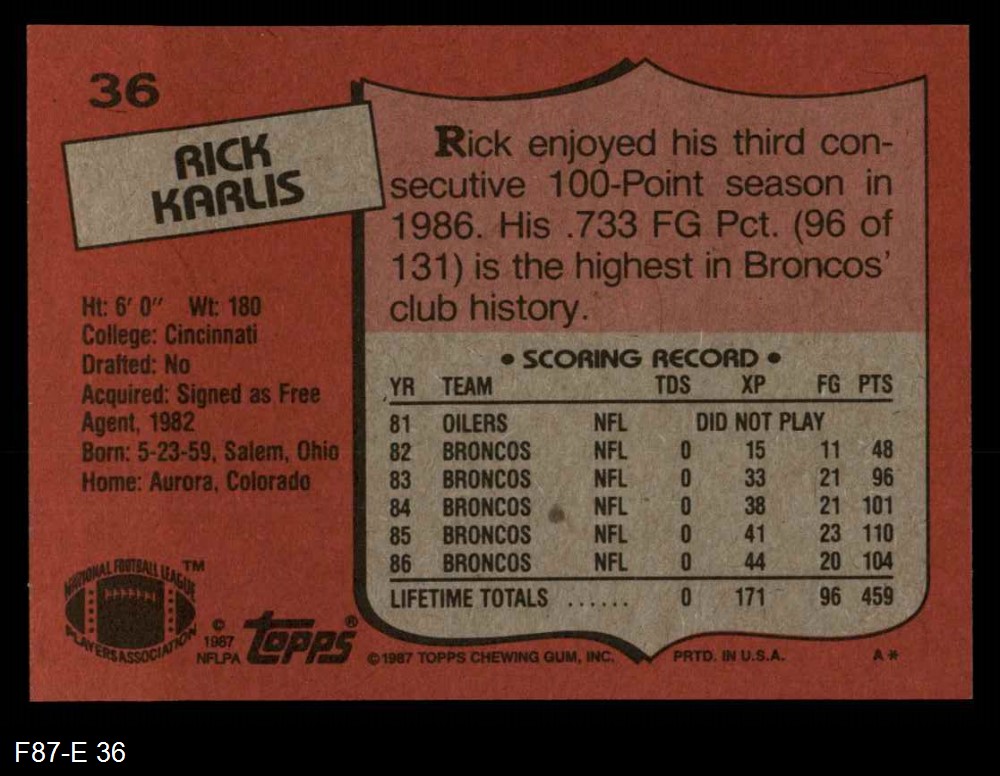 36
RICK
KARLIS
Rick enjoyed his third con-
secutive 100-Point season in
1986. His .733 FG Pct. (96 of
131) is the highest in Broncos'
club history.
Ht: 6' 0" Wt: 180
College: Cincinnati
Drafted: No
Acquired: Signed as Free
Agent, 1982
Born: 5-23-59, Salem, Ohio
Home: Aurora, Colorado
• SCORING RECORD •
YR TEAM TDS XP FG PTS
81 OILERS NFL DID NOT PLAY
82 BRONCOS NFL 0 15 11 48
83 BRONCOS NFL 0 33 21 96
84 BRONCOS NFL 0 38 21 101
85 BRONCOS NFL 0 41 23 110
86 BRONCOS NFL 0 44 20 104
LIFETIME TOTALS ...... 0 171 96 459
NATIONAL FOOTBALL LEAGUE ™
PLAYERS ASSOCIATION
©
1987
NFLPA
topps®
©1987 TOPPS CHEWING GUM, INC. PRTD. IN U.S.A. A*
F87-E 36